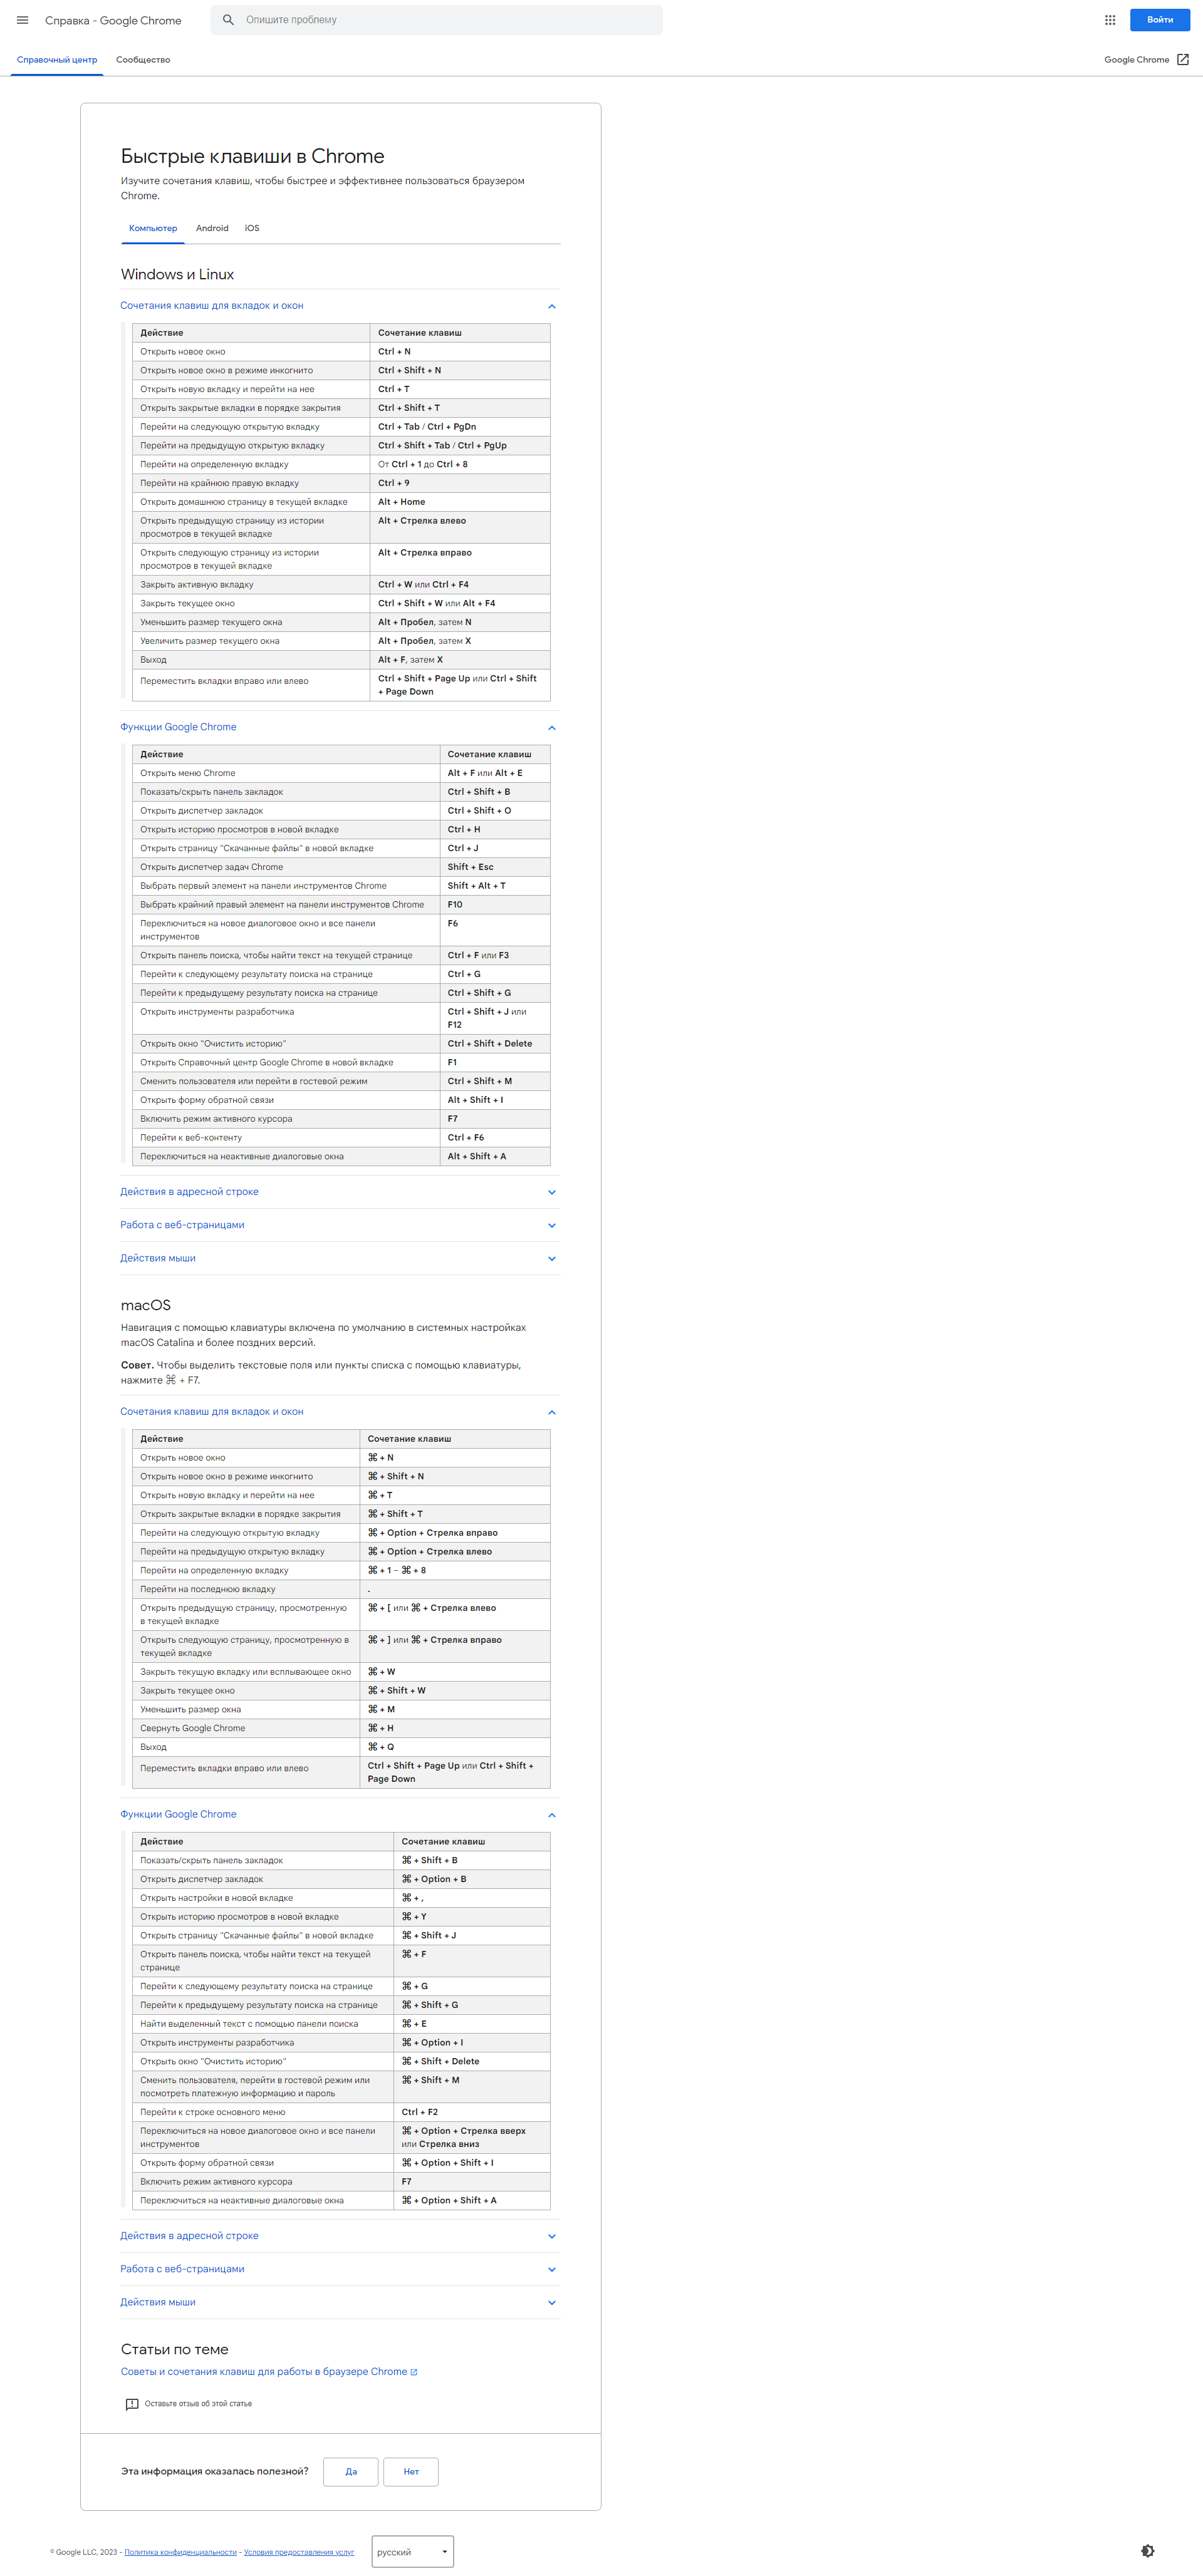 Справка - Google Chrome
Опишите проблему
Войти
Справочный центр
Сообщество
Google Chrome
Быстрые клавиши в Chrome
Изучите сочетания клавиш, чтобы быстрее и эффективнее пользоваться браузером
Chrome.
Компьютер Android iOS
Windows и Linux
Сочетания клавиш для вкладок и окон
Действие Сочетание клавиш
Открыть новое окно Ctrl + N
Открыть новое окно в режиме инкогнито Ctrl + Shift + N
Открыть новую вкладку и перейти на нее Ctrl + T
Открыть закрытые вкладки в порядке закрытия Ctrl + Shift + T
Перейти на следующую открытую вкладку Ctrl + Tab / Ctrl + PgDn
Перейти на предыдущую открытую вкладку Ctrl + Shift + Tab / Ctrl + PgUp
Перейти на определенную вкладку От Ctrl + 1 до Ctrl + 8
Перейти на крайнюю правую вкладку Ctrl + 9
Открыть домашнюю страницу в текущей вкладке Alt + Home
Открыть предыдущую страницу из истории Alt + Стрелка влево
просмотров в текущей вкладке
Открыть следующую страницу из истории Alt + Стрелка вправо
просмотров в текущей вкладке
Закрыть активную вкладку Ctrl + W или Ctrl + F4
Закрыть текущее окно Ctrl + Shift + W или Alt + F4
Уменьшить размер текущего окна Alt + Пробел, затем N
Увеличить размер текущего окна Alt + Пробел, затем X
Выход Alt + F, затем X
Переместить вкладки вправо или влево Ctrl + Shift + Page Up или Ctrl + Shift
+ Page Down
Функции Google Chrome
Действие Сочетание клавиш
Открыть меню Chrome Alt + F или Alt + E
Показать/скрыть панель закладок Ctrl + Shift + B
Открыть диспетчер закладок Ctrl + Shift + O
Открыть историю просмотров в новой вкладке Ctrl + H
Открыть страницу "Скачанные файлы" в новой вкладке Ctrl + J
Открыть диспетчер задач Chrome Shift + Esc
Выбрать первый элемент на панели инструментов Chrome Shift + Alt + T
Выбрать крайний правый элемент на панели инструментов Chrome F10
Переключиться на новое диалоговое окно и все панели F6
инструментов
Открыть панель поиска, чтобы найти текст на текущей странице Ctrl + F или F3
Перейти к следующему результату поиска на странице Ctrl + G
Перейти к предыдущему результату поиска на странице Ctrl + Shift + G
Открыть инструменты разработчика Ctrl + Shift + J или
F12
Открыть окно "Очистить историю" Ctrl + Shift + Delete
Открыть Справочный центр Google Chrome в новой вкладке F1
Сменить пользователя или перейти в гостевой режим Ctrl + Shift + M
Открыть форму обратной связи Alt + Shift + I
Включить режим активного курсора F7
Перейти к веб-контенту Ctrl + F6
Переключиться на неактивные диалоговые окна Alt + Shift + A
Действия в адресной строке
Работа с веб-страницами
Действия мыши
macOS
Навигация с помощью клавиатуры включена по умолчанию в системных настройках
macOS Catalina и более поздних версий.
Совет. Чтобы выделить текстовые поля или пункты списка с помощью клавиатуры,
нажмите ⌘ + F7.
Сочетания клавиш для вкладок и окон
Действие Сочетание клавиш
Открыть новое окно ⌘ + N
Открыть новое окно в режиме инкогнито ⌘ + Shift + N
Открыть новую вкладку и перейти на нее ⌘ + T
Открыть закрытые вкладки в порядке закрытия ⌘ + Shift + T
Перейти на следующую открытую вкладку ⌘ + Option + Стрелка вправо
Перейти на предыдущую открытую вкладку ⌘ + Option + Стрелка влево
Перейти на определенную вкладку ⌘ + 1 – ⌘ + 8
Перейти на последнюю вкладку .
Открыть предыдущую страницу, просмотренную ⌘ + [ или ⌘ + Стрелка влево
в текущей вкладке
Открыть следующую страницу, просмотренную в ⌘ + ] или ⌘ + Стрелка вправо
текущей вкладке
Закрыть текущую вкладку или всплывающее окно ⌘ + W
Закрыть текущее окно ⌘ + Shift + W
Уменьшить размер окна ⌘ + M
Свернуть Google Chrome ⌘ + H
Выход ⌘ + Q
Переместить вкладки вправо или влево Ctrl + Shift + Page Up или Ctrl + Shift +
Page Down
Функции Google Chrome
Действие Сочетание клавиш
Показать/скрыть панель закладок ⌘ + Shift + B
Открыть диспетчер закладок ⌘ + Option + B
Открыть настройки в новой вкладке ⌘ + ,
Открыть историю просмотров в новой вкладке ⌘ + Y
Открыть страницу "Скачанные файлы" в новой вкладке ⌘ + Shift + J
Открыть панель поиска, чтобы найти текст на текущей ⌘ + F
странице
Перейти к следующему результату поиска на странице ⌘ + G
Перейти к предыдущему результату поиска на странице ⌘ + Shift + G
Найти выделенный текст с помощью панели поиска ⌘ + E
Открыть инструменты разработчика ⌘ + Option + I
Открыть окно "Очистить историю" ⌘ + Shift + Delete
Сменить пользователя, перейти в гостевой режим или ⌘ + Shift + M
посмотреть платежную информацию и пароль
Перейти к строке основного меню Ctrl + F2
Переключиться на новое диалоговое окно и все панели ⌘ + Option + Стрелка вверх
инструментов или Стрелка вниз
Открыть форму обратной связи ⌘ + Option + Shift + I
Включить режим активного курсора F7
Переключиться на неактивные диалоговые окна ⌘ + Option + Shift + A
Действия в адресной строке
Работа с веб-страницами
Действия мыши
Статьи по теме
Советы и сочетания клавиш для работы в браузере Chrome
Оставьте отзыв об этой статье
Эта информация оказалась полезной? Да Нет
© Google LLC, 2023 - Политика конфиденциальности - Условия предоставления услуг русский